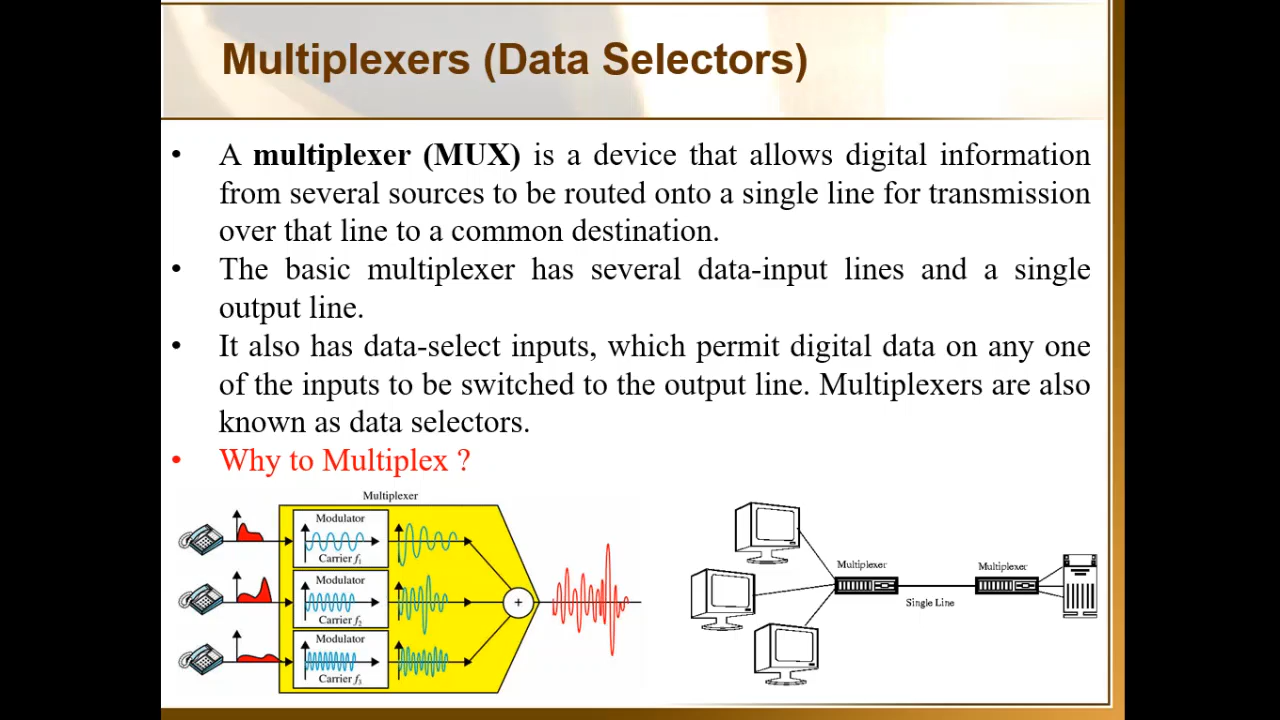 Multiplexers (Data Selectors)
• A multiplexer (MUX) is a device that allows digital information
from several sources to be routed onto a single line for transmission
over that line to a common destination.
• The basic multiplexer has several data-input lines and a single
output line.
• It also has data-select inputs, which permit digital data on any one
of the inputs to be switched to the output line. Multiplexers are also
known as data selectors.
• Why to Multiplex ?
Multiplexer
Modulator
Carrier f₁
Modulator
Carrier f₂
Modulator
Carrier f₃
+
Multiplexer
Single Line
Multiplexer